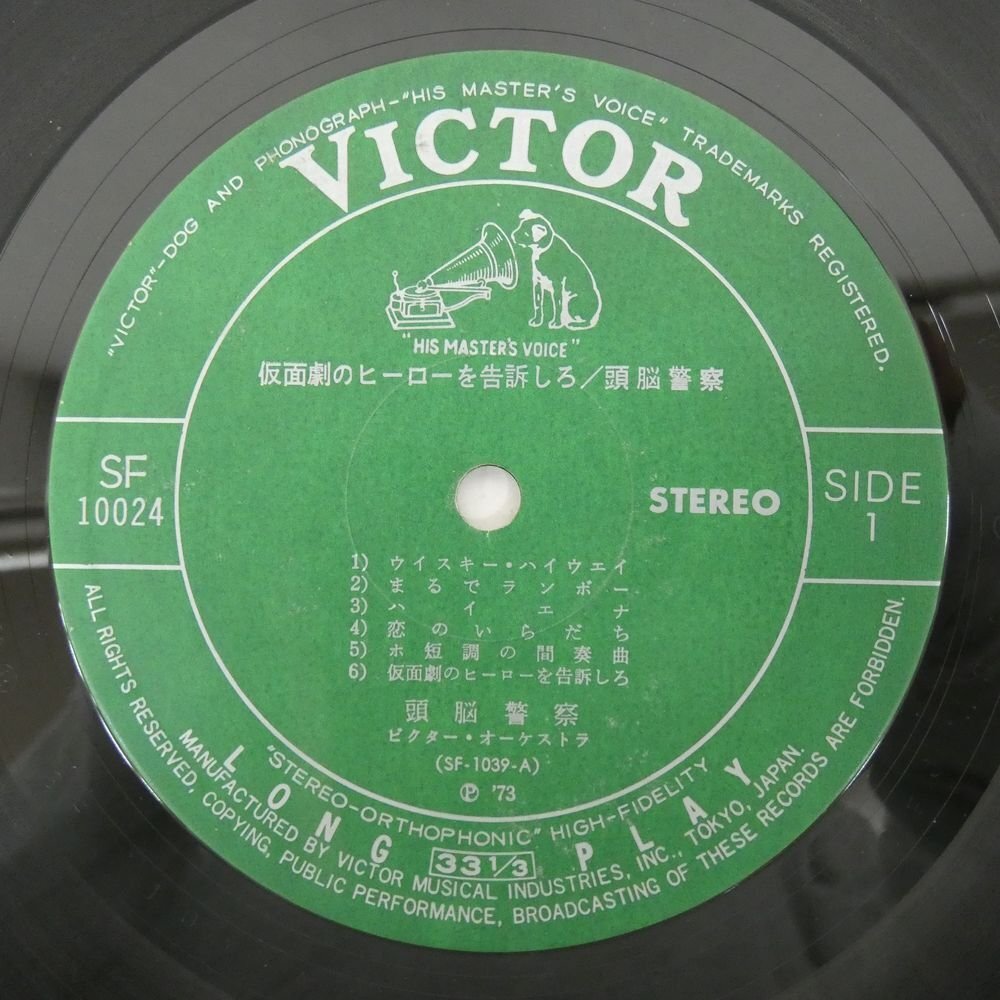 "VICTOR"–DOG AND PHONOGRAPH–"HIS MASTER'S VOICE" TRADEMARKS REGISTERED.
VICTOR
"HIS MASTER'S VOICE"
仮面劇のヒーローを告訴しろ/頭脳警察
SF
10024
STEREO
SIDE
1
1) ウイスキー・ハイウエイ
2) まるでランボー
3) ハイエナ
4) 恋のいらだち
5) ホ短調の間奏曲
6) 仮面劇のヒーローを告訴しろ
頭脳警察
ビクター・オーケストラ
(SF-1039-A)
Ⓟ '73
"STEREO–ORTHOPHONIC" HIGH–FIDELITY
LONG 33 1/3 PLAY
MANUFACTURED BY VICTOR MUSICAL INDUSTRIES, INC., TOKYO, JAPAN.
ALL RIGHTS RESERVED, COPYING, PUBLIC PERFORMANCE, BROADCASTING OF THESE RECORDS ARE FORBIDDEN.